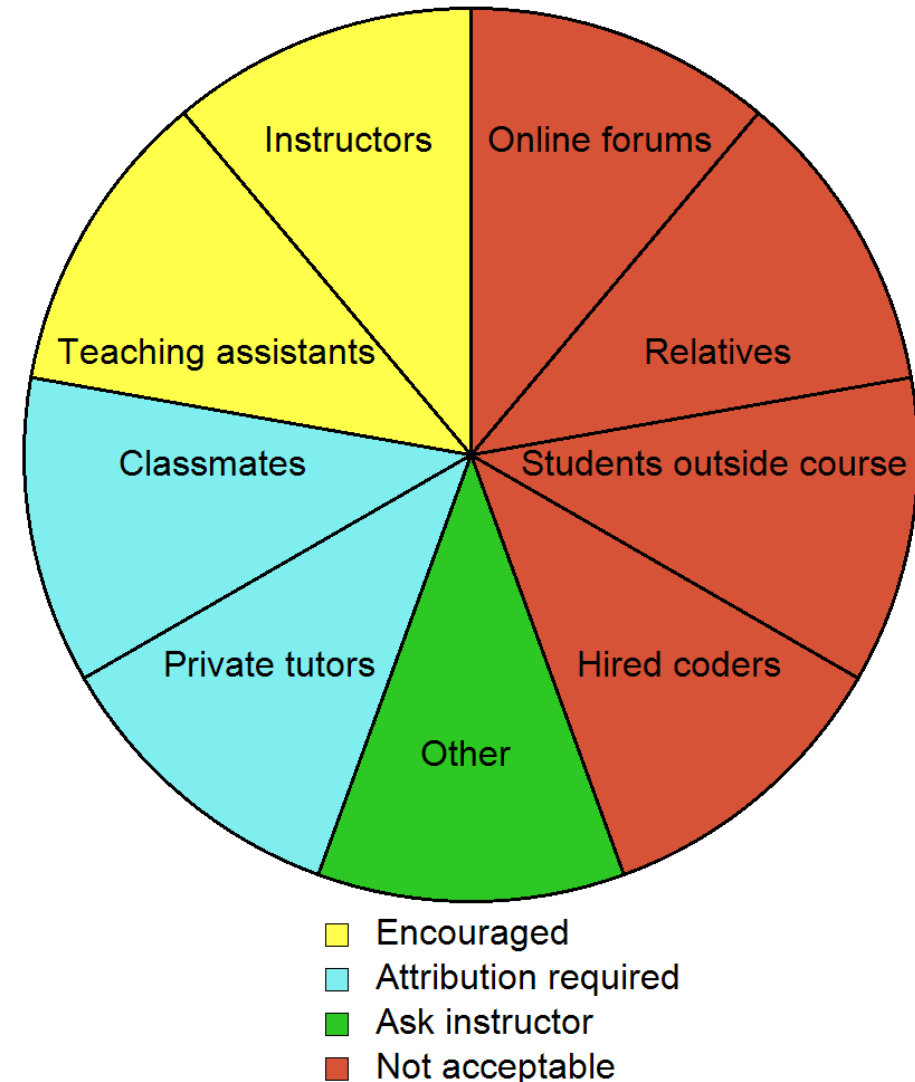 Instructors
Online forums
Teaching assistants
Relatives
Classmates
Students outside course
Private tutors
Hired coders
Other
Encouraged
Attribution required
Ask instructor
Not acceptable